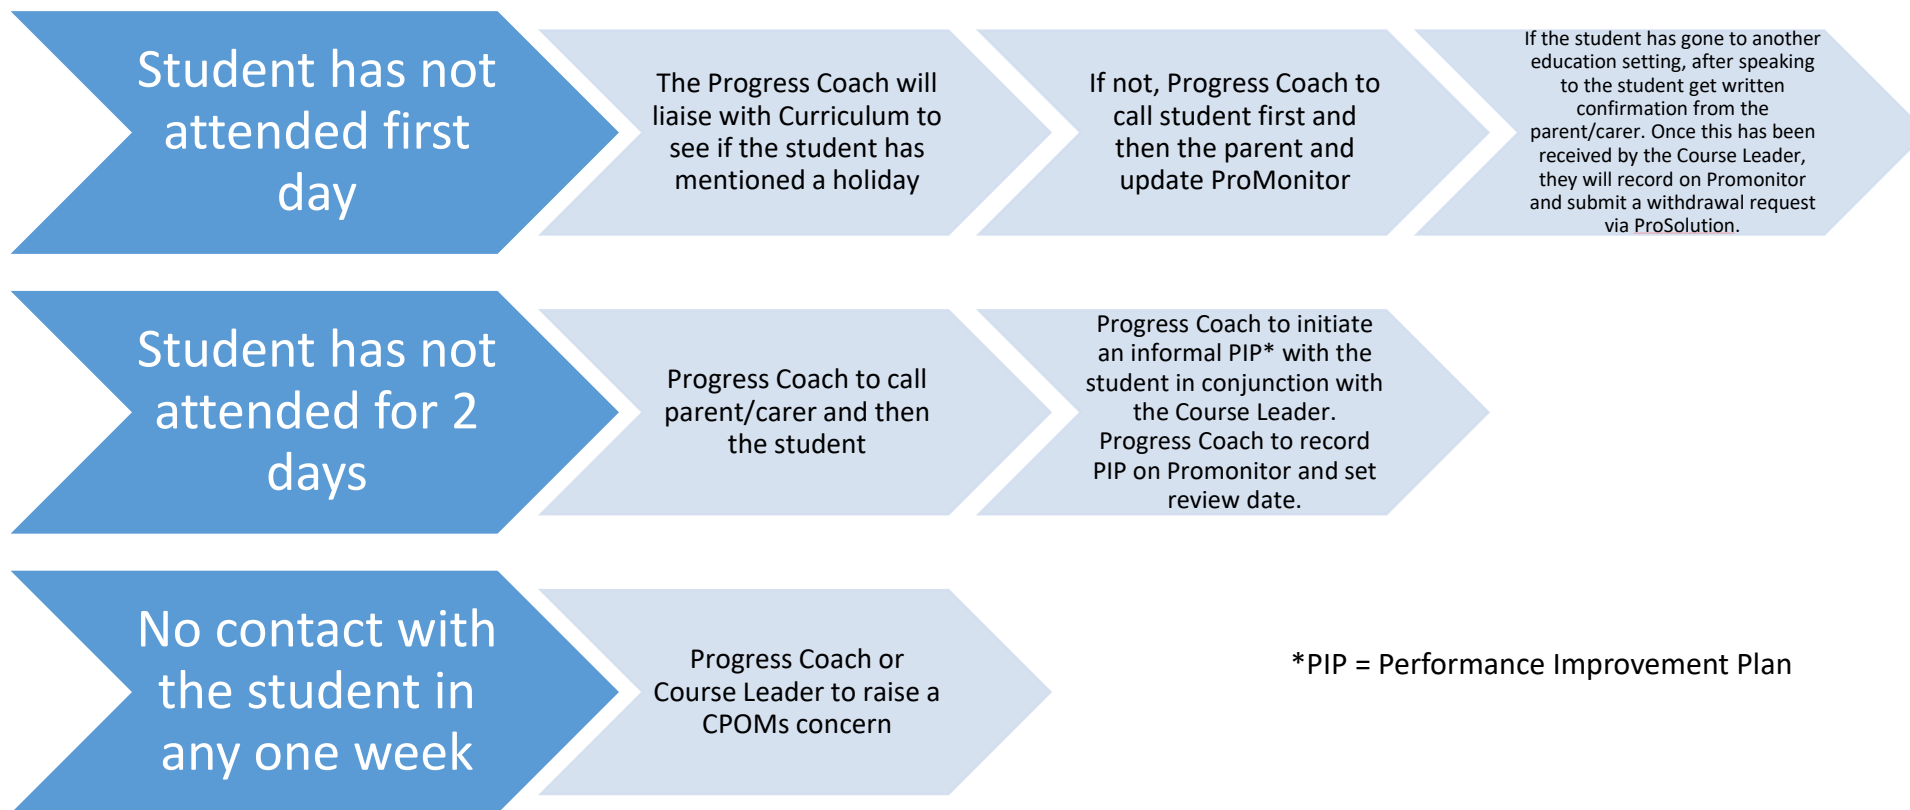 Student has not
attended first
day
The Progress Coach will
liaise with Curriculum to
see if the student has
mentioned a holiday
If not, Progress Coach to
call student first and
then the parent and
update ProMonitor
If the student has gone to another
education setting, after speaking
to the student get written
confirmation from the
parent/carer. Once this has been
received by the Course Leader,
they will record on Promonitor
and submit a withdrawal request
via ProSolution.
Student has not
attended for 2
days
Progress Coach to call
parent/carer and then
the student
Progress Coach to initiate
an informal PIP* with the
student in conjunction with
the Course Leader.
Progress Coach to record
PIP on Promonitor and set
review date.
No contact with
the student in
any one week
Progress Coach or
Course Leader to raise a
CPOMs concern
*PIP = Performance Improvement Plan